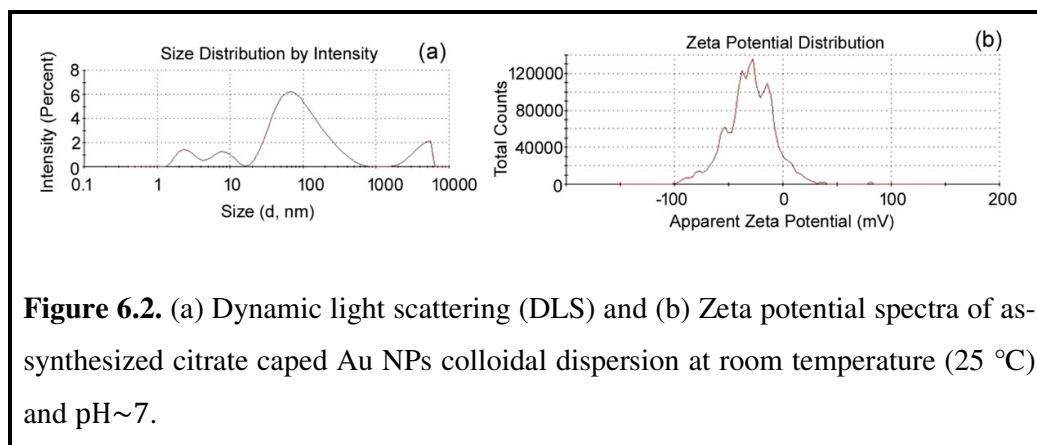 Size Distribution by Intensity (a)
Intensity (Percent)
8
6
4
2
0
0.1 1 10 100 1000 10000
Size (d, nm)
Zeta Potential Distribution (b)
Total Counts
120000
80000
40000
0
-100 0 100 200
Apparent Zeta Potential (mV)
Figure 6.2. (a) Dynamic light scattering (DLS) and (b) Zeta potential spectra of as-
synthesized citrate caped Au NPs colloidal dispersion at room temperature (25 °C)
and pH~7.